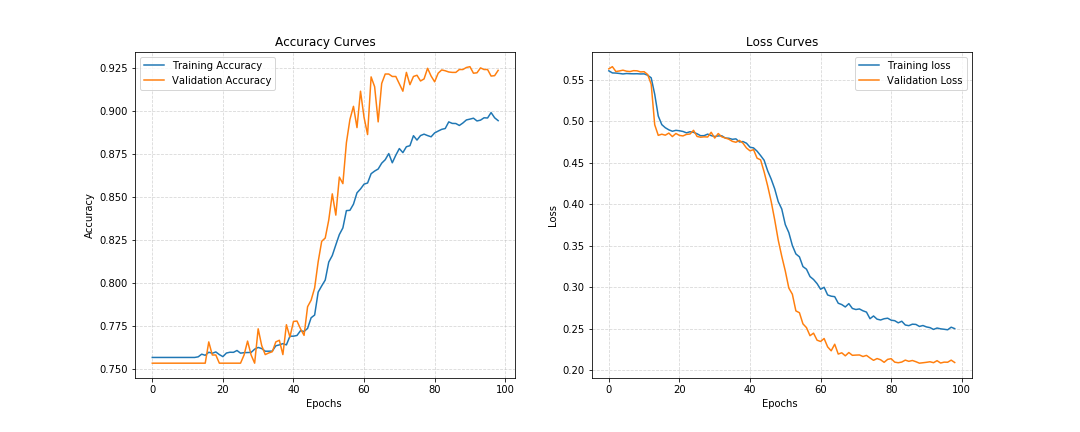 Accuracy Curves
Training Accuracy
Validation Accuracy
0.925
0.900
0.875
0.850
0.825
0.800
0.775
0.750
Accuracy
0 20 40 60 80 100
Epochs
Loss Curves
Training loss
Validation Loss
0.55
0.50
0.45
0.40
0.35
0.30
0.25
0.20
Loss
0 20 40 60 80 100
Epochs